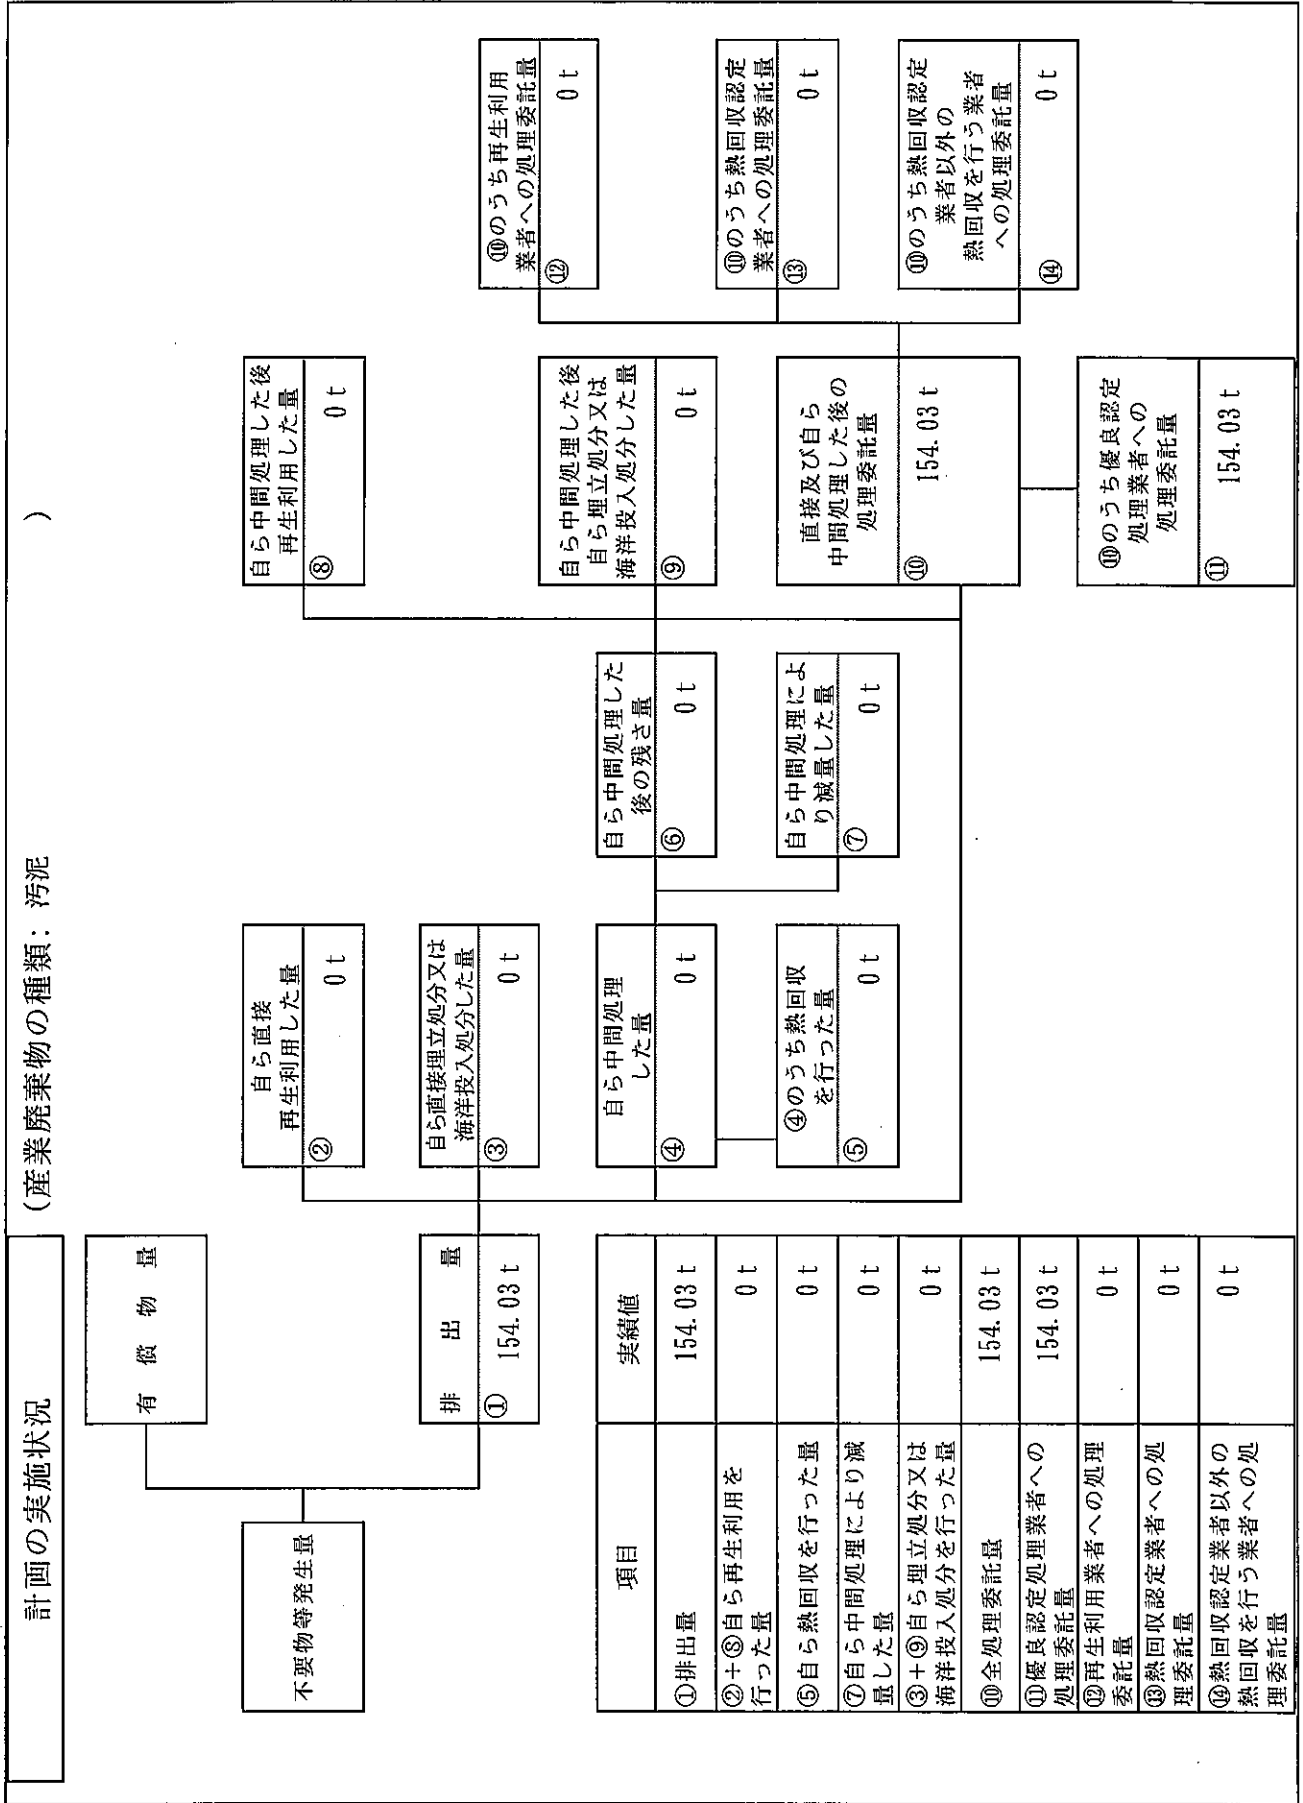 計画の実施状況
(産業廃棄物の種類：汚泥 )
不要物等発生量
有 償 物 量
排 出 量
① 154.03 t
自ら直接
再生利用した量
② 0 t
自ら直接埋立処分又は
海洋投入処分した量
③ 0 t
自ら中間処理
した量
④ 0 t
④のうち熱回収
を行った量
⑤ 0 t
自ら中間処理した
後の残さ量
⑥ 0 t
自ら中間処理によ
り減量した量
⑦ 0 t
自ら中間処理した後
再生利用した量
⑧ 0 t
自ら中間処理した後
自ら埋立処分又は
海洋投入処分した量
⑨ 0 t
直接及び自ら
中間処理した後の
処理委託量
⑩ 154.03 t
⑩のうち優良認定
処理業者への
処理委託量
⑪ 154.03 t
⑩のうち再生利用
業者への処理委託量
⑫ 0 t
⑩のうち熱回収認定
業者への処理委託量
⑬ 0 t
⑩のうち熱回収認定
業者以外の
熱回収を行う業者
への処理委託量
⑭ 0 t
項目 実績値
①排出量 154.03 t
②+⑧自ら再生利用を
行った量 0 t
⑤自ら熱回収を行った量 0 t
⑦自ら中間処理により減
量した量 0 t
③+⑨自ら埋立処分又は
海洋投入処分を行った量 0 t
⑩全処理委託量 154.03 t
⑪優良認定処理業者への
処理委託量 154.03 t
⑫再生利用業者への処理
委託量 0 t
⑬熱回収認定業者への処
理委託量 0 t
⑭熱回収認定業者以外の
熱回収を行う業者への処
理委託量 0 t